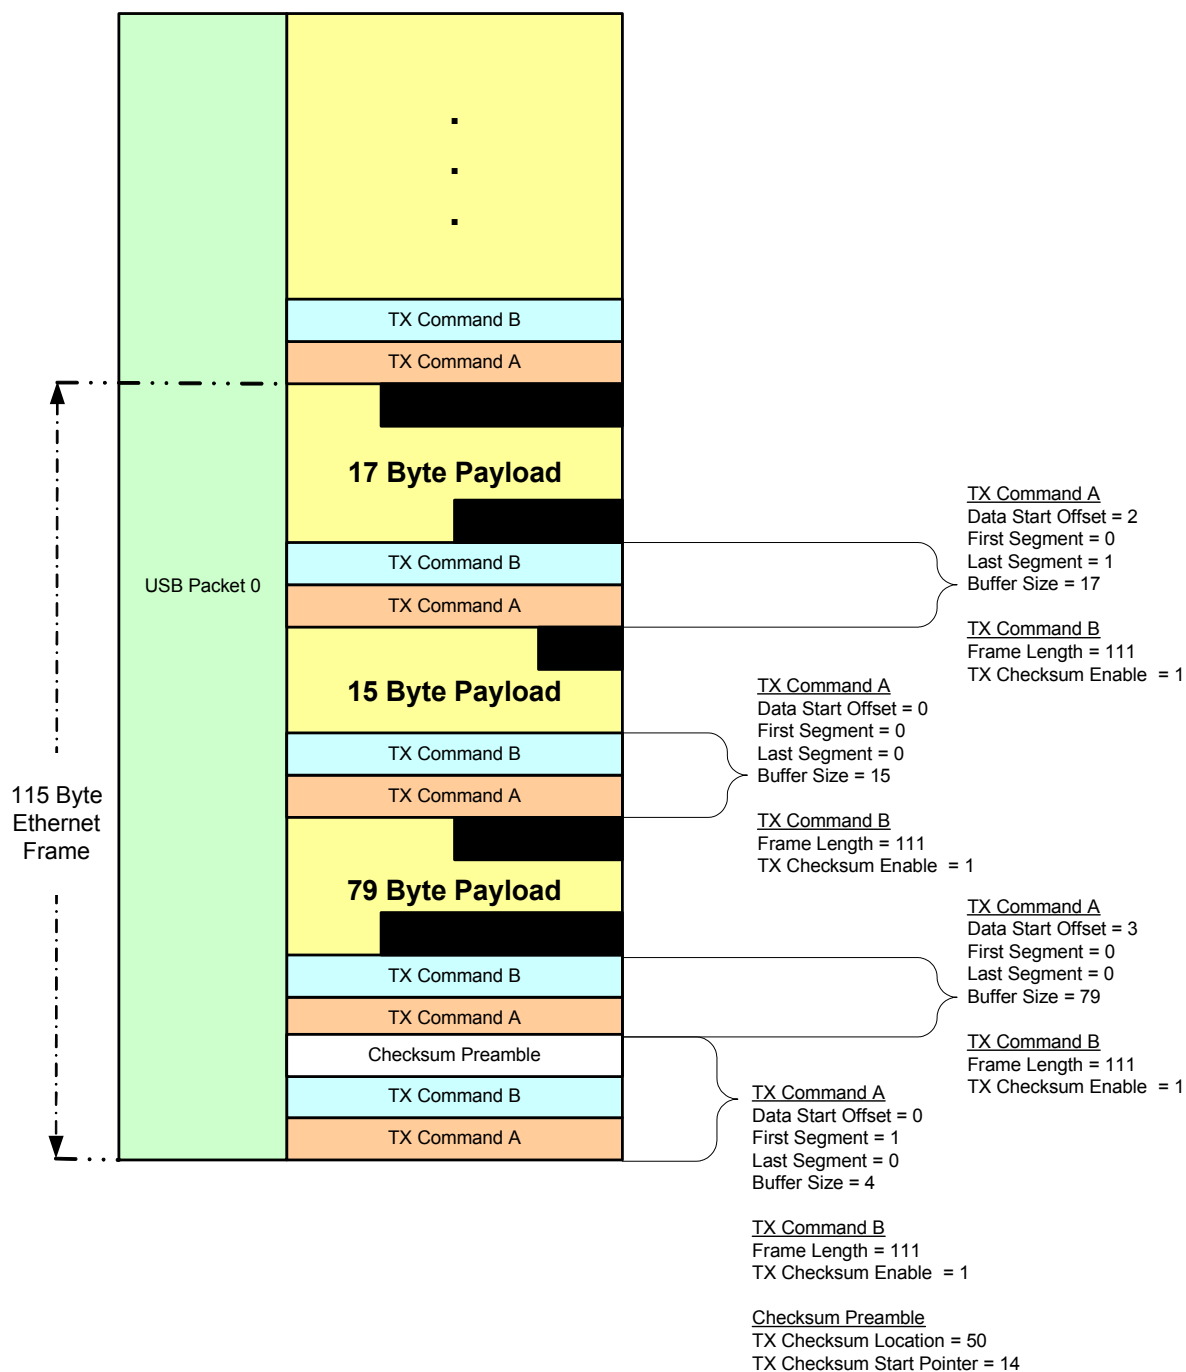 TX Command B
TX Command A
17 Byte Payload
TX Command B
TX Command A
15 Byte Payload
TX Command B
TX Command A
79 Byte Payload
TX Command B
TX Command A
Checksum Preamble
TX Command B
TX Command A
USB Packet 0
115 Byte
Ethernet
Frame
TX Command A
Data Start Offset = 2
First Segment = 0
Last Segment = 1
Buffer Size = 17
TX Command B
Frame Length = 111
TX Checksum Enable = 1
TX Command A
Data Start Offset = 0
First Segment = 0
Last Segment = 0
Buffer Size = 15
TX Command B
Frame Length = 111
TX Checksum Enable = 1
TX Command A
Data Start Offset = 3
First Segment = 0
Last Segment = 0
Buffer Size = 79
TX Command B
Frame Length = 111
TX Checksum Enable = 1
TX Command A
Data Start Offset = 0
First Segment = 1
Last Segment = 0
Buffer Size = 4
TX Command B
Frame Length = 111
TX Checksum Enable = 1
Checksum Preamble
TX Checksum Location = 50
TX Checksum Start Pointer = 14